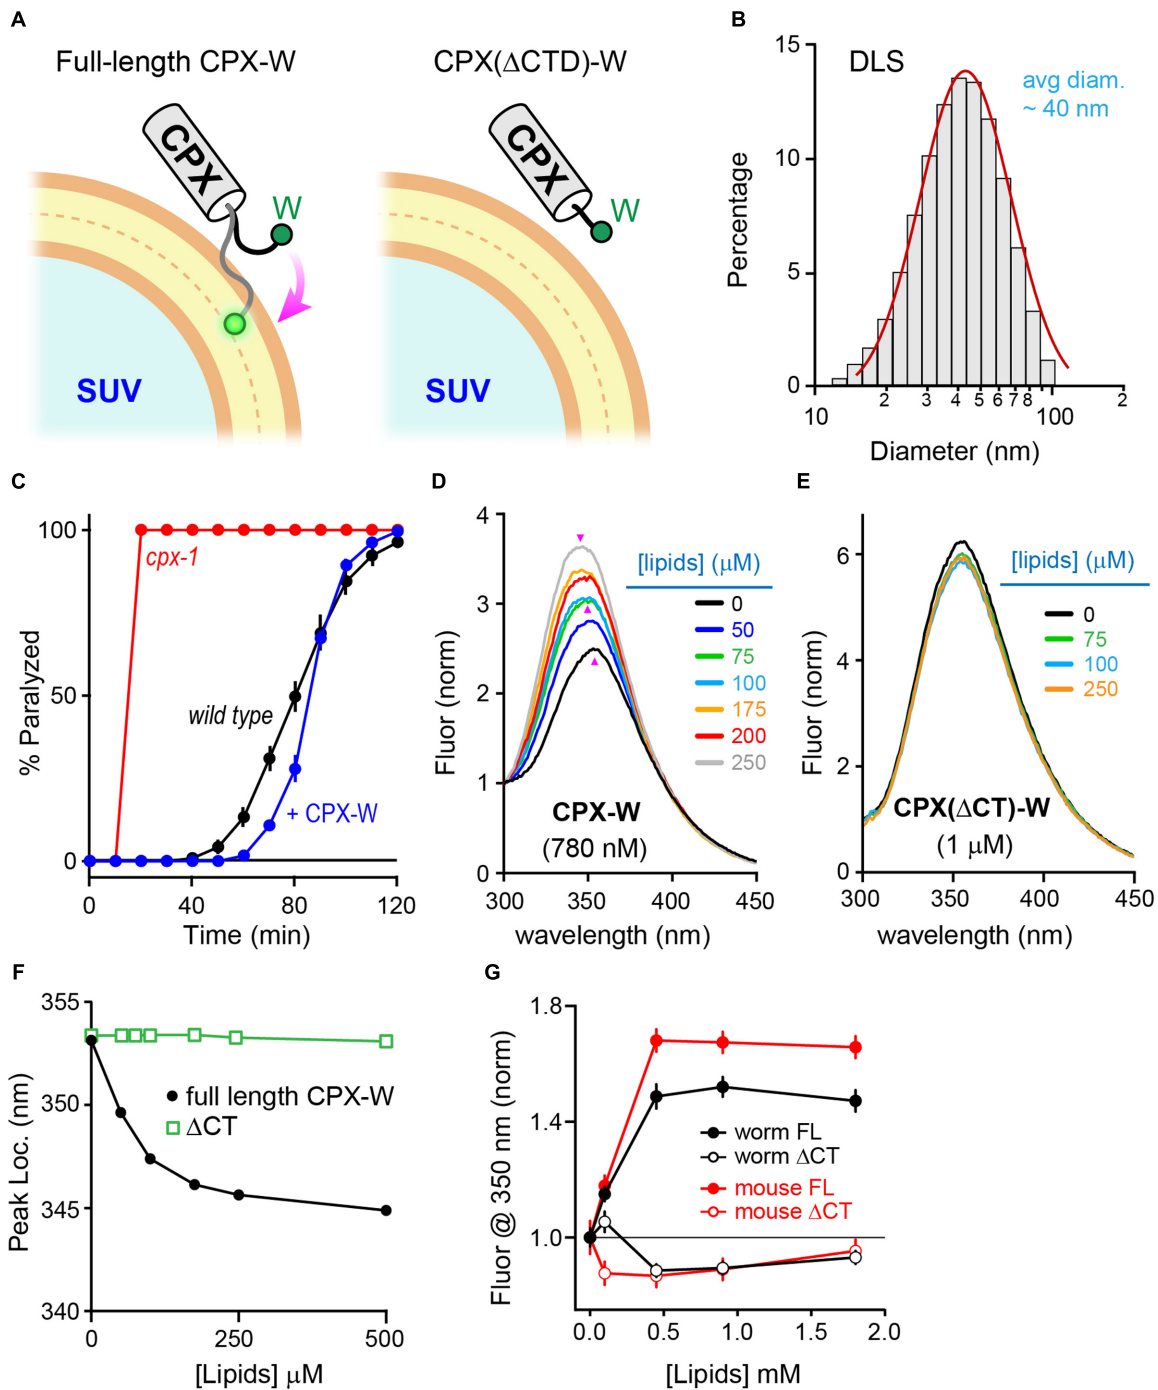 A
Full-length CPX-W
CPX(ΔCTD)-W
CPX
W
SUV
CPX
W
SUV
B
DLS
avg diam.
~ 40 nm
Percentage
15
10
5
0
10
2
3
4
5
6
7
8
100
2
Diameter (nm)
C
% Paralyzed
100
50
0
cpx-1
wild type
+ CPX-W
0
40
80
120
Time (min)
D
Fluor (norm)
4
3
2
1
0
[lipids] (μM)
0
50
75
100
175
200
250
CPX-W
(780 nM)
300
350
400
450
wavelength (nm)
E
Fluor (norm)
6
4
2
0
[lipids] (μM)
0
75
100
250
CPX(ΔCT)-W
(1 μM)
300
350
400
450
wavelength (nm)
F
Peak Loc. (nm)
355
350
345
340
full length CPX-W
ΔCT
0
250
500
[Lipids] μM
G
Fluor @ 350 nm (norm)
1.8
1.4
1.0
worm FL
worm ΔCT
mouse FL
mouse ΔCT
0.0
0.5
1.0
1.5
2.0
[Lipids] mM